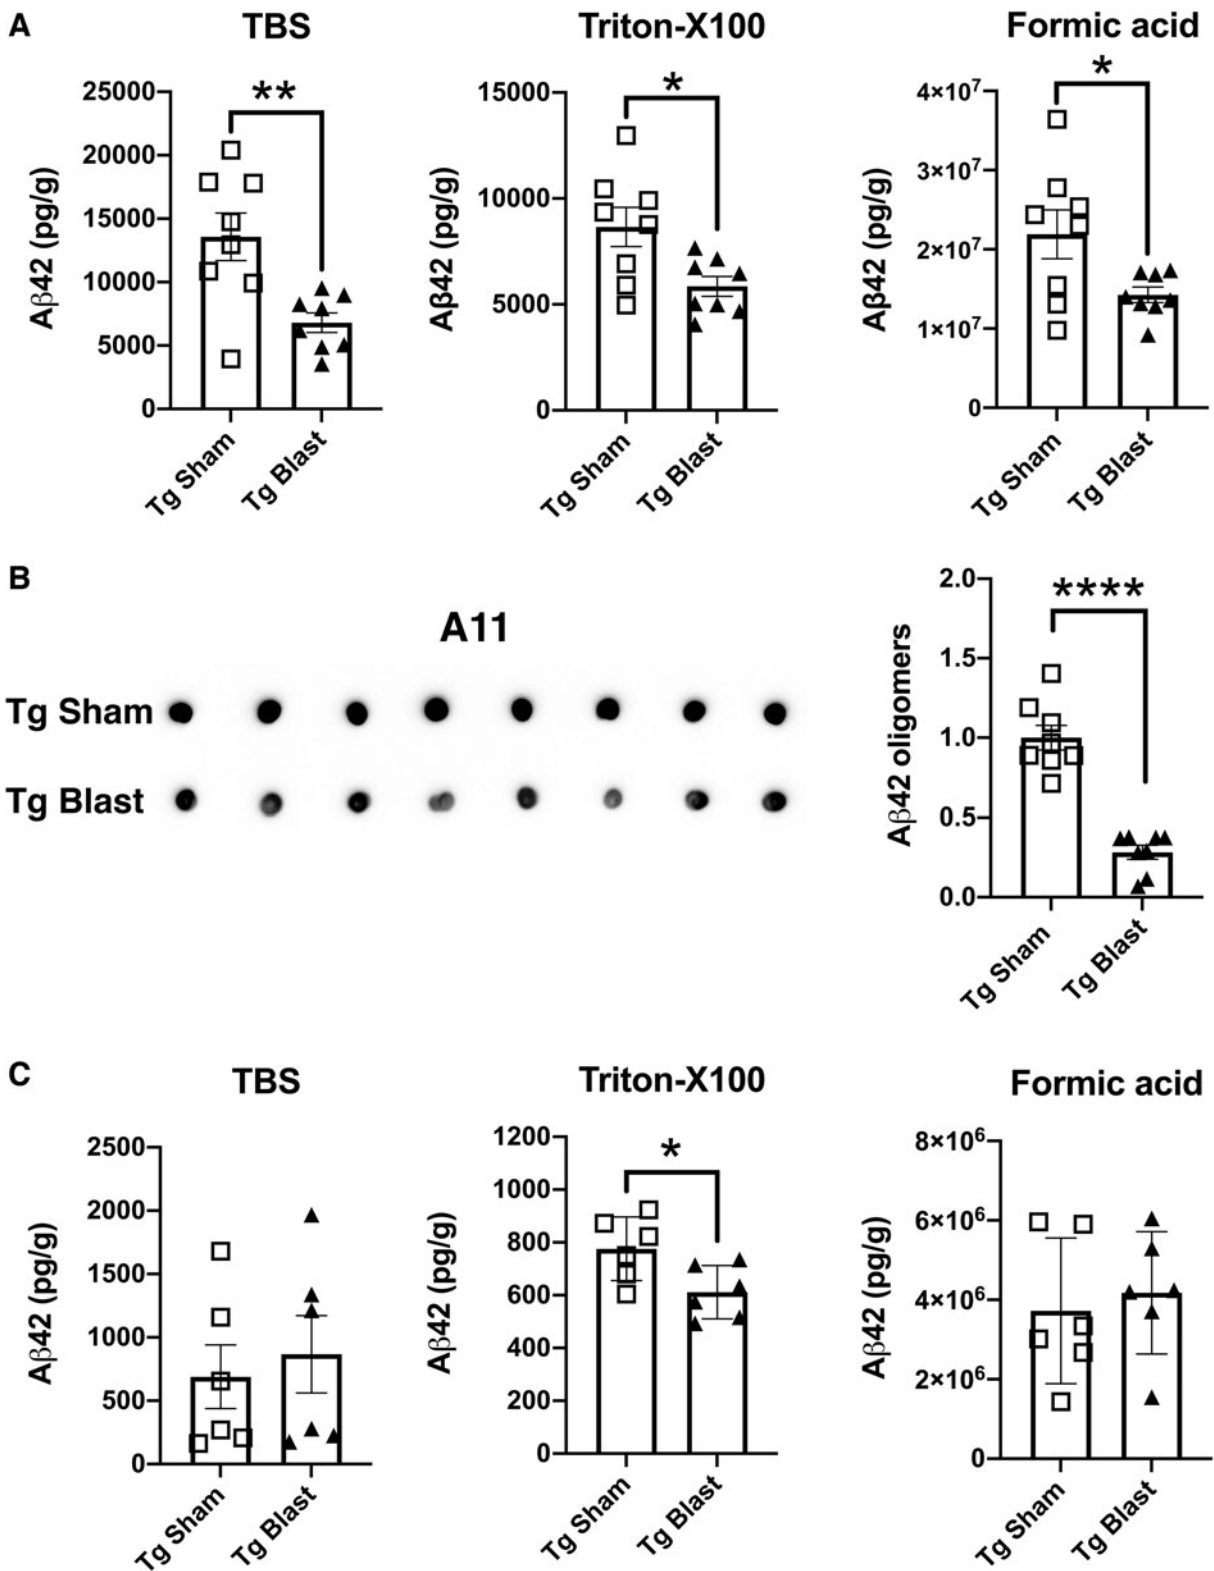 A
TBS
Triton-X100
Formic acid
**
*
*
Aβ42 (pg/g)
25000
20000
15000
10000
5000
0
Tg Sham
Tg Blast
Aβ42 (pg/g)
15000
10000
5000
0
Tg Sham
Tg Blast
Aβ42 (pg/g)
4×10⁷
3×10⁷
2×10⁷
1×10⁷
0
Tg Sham
Tg Blast
B
A11
Tg Sham
Tg Blast
****
Aβ42 oligomers
2.0
1.5
1.0
0.5
0.0
Tg Sham
Tg Blast
C
TBS
Triton-X100
Formic acid
Aβ42 (pg/g)
2500
2000
1500
1000
500
0
Tg Sham
Tg Blast
*
Aβ42 (pg/g)
1200
1000
800
600
400
200
0
Tg Sham
Tg Blast
Aβ42 (pg/g)
8×10⁶
6×10⁶
4×10⁶
2×10⁶
0
Tg Sham
Tg Blast